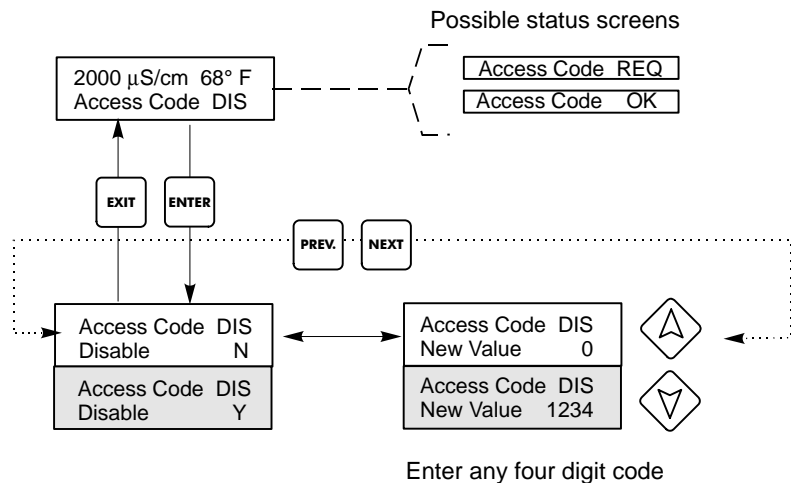 Possible status screens
2000 μS/cm 68° F
Access Code DIS
Access Code REQ
Access Code OK
EXIT
ENTER
PREV.
NEXT
Access Code DIS
Disable N
Access Code DIS
Disable Y
Access Code DIS
New Value 0
Access Code DIS
New Value 1234
Enter any four digit code